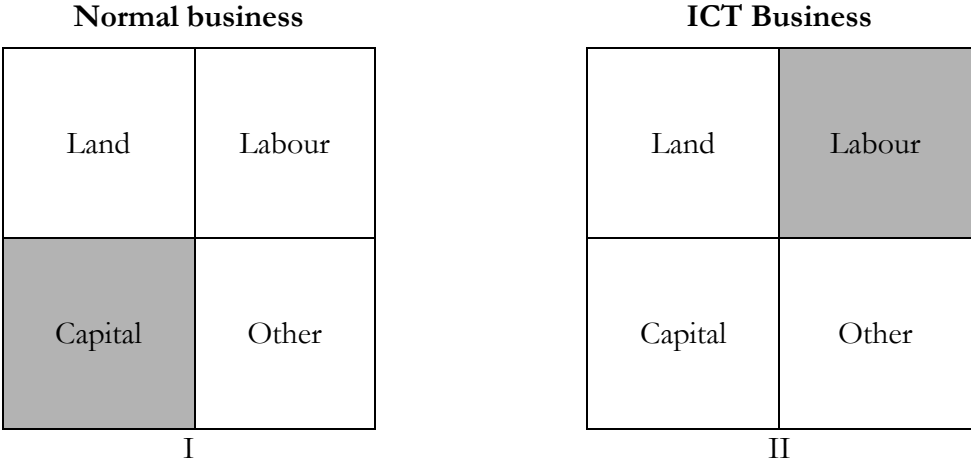 Normal business
ICT Business
Land
Labour
Land
Labour
Capital
Other
Capital
Other
I
II